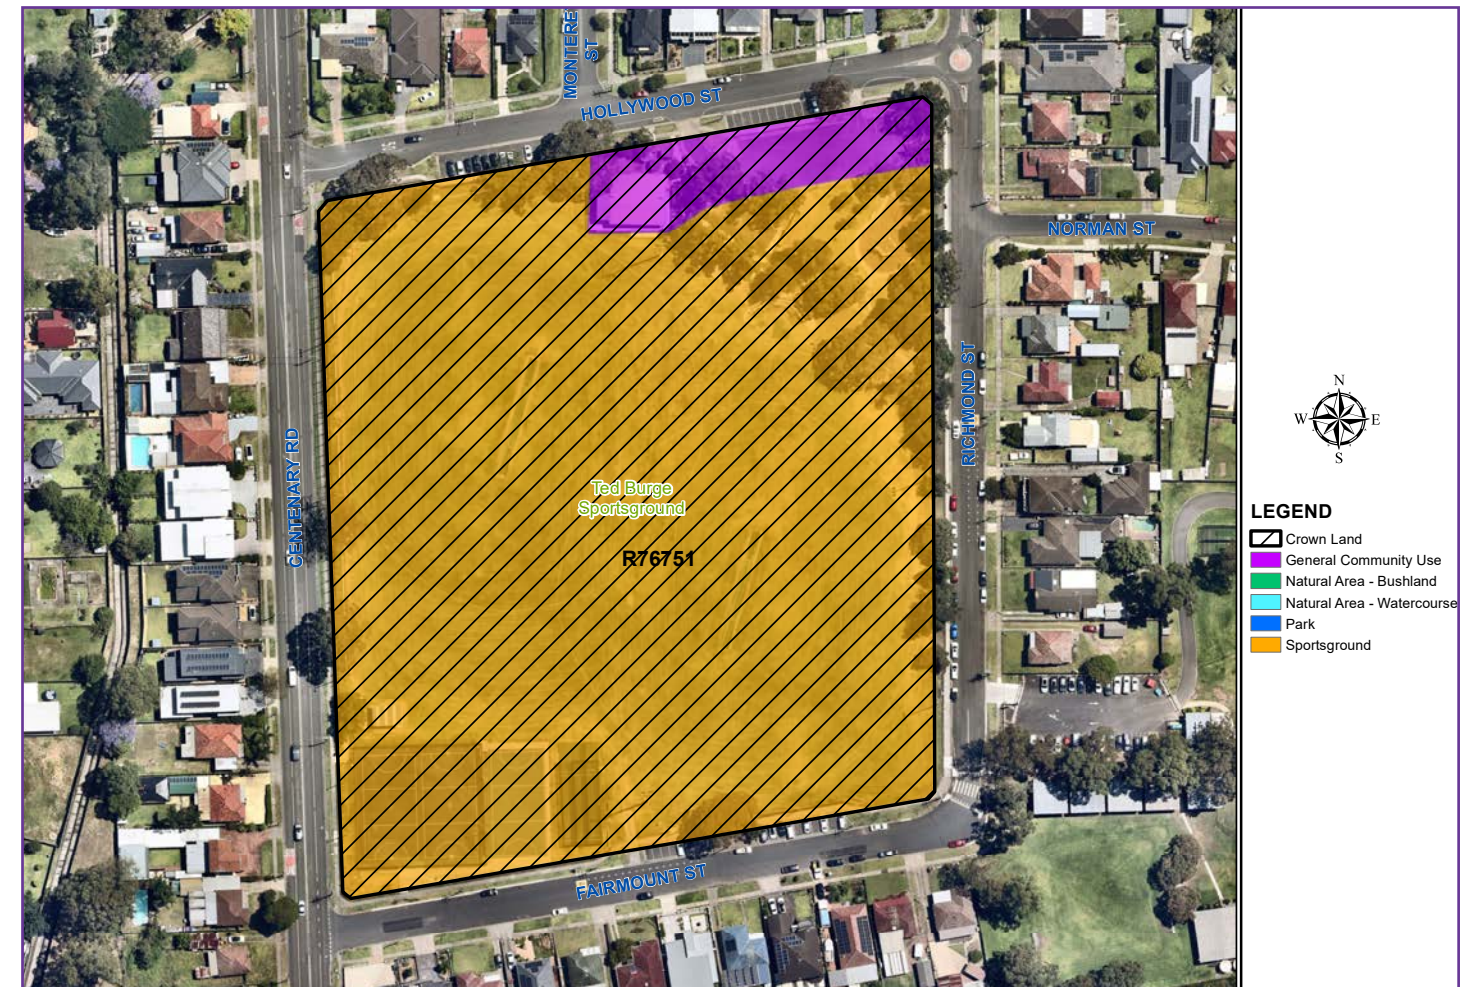 MONTERE
ST
HOLLYWOOD ST
NORMAN ST
RICHMOND ST
CENTENARY RD
Ted Burge
Sportsground
R76751
FAIRMOUNT ST
N
W E
S
LEGEND
Crown Land
General Community Use
Natural Area - Bushland
Natural Area - Watercourse
Park
Sportsground